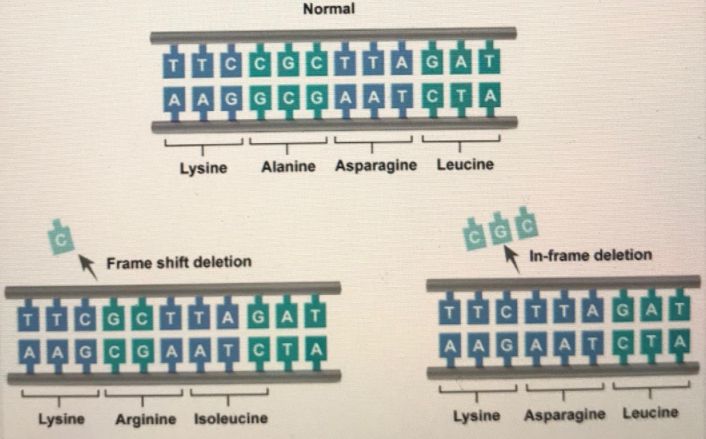 Normal
T T C C G C T T A G A T
A A G G C G A A T C T A
Lysine Alanine Asparagine Leucine
C
Frame shift deletion
T T C G C T T A G A T
A A G C G A A T C T A
Lysine Arginine Isoleucine
C G C
In-frame deletion
T T C T T A G A T
A A G A A T C T A
Lysine Asparagine Leucine